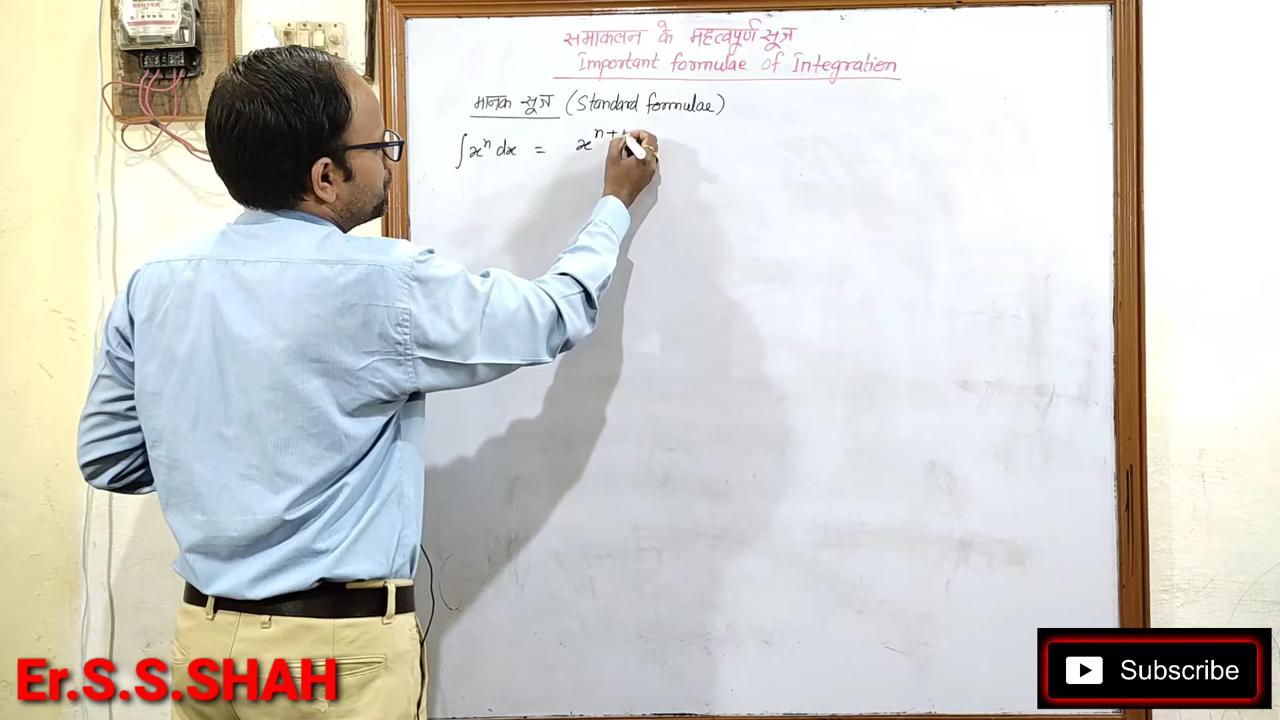 समाकलन के महत्वपूर्ण सूत्र
Important formulae of Integration
मानक सूत्र (Standard formulae)
∫xⁿ dx = xⁿ⁺¹
Er.S.S.SHAH
Subscribe